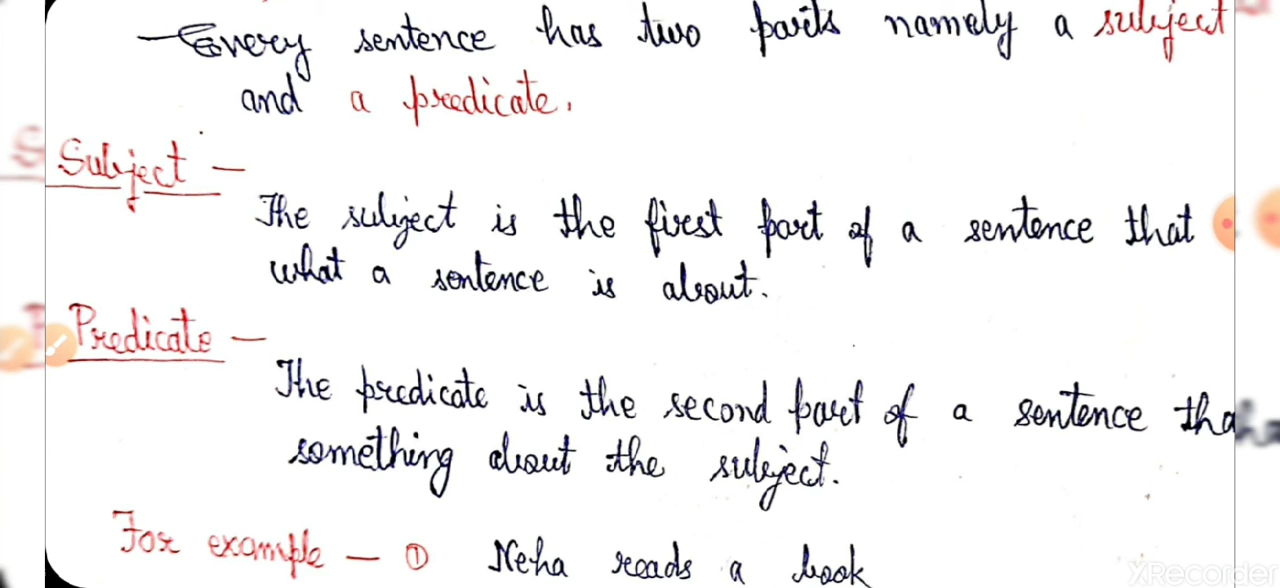 Every sentence has two parts namely a subject
and a predicate.
Subject —
The subject is the first part of a sentence that
what a sentence is about.
Predicate —
The predicate is the second part of a sentence tha
something about the subject.
For example — ① Neha reads a book
XRecorder